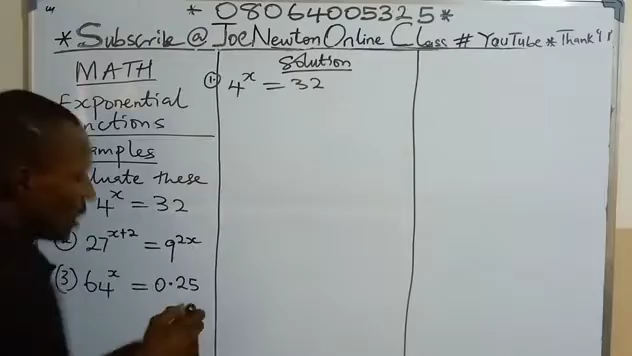 * 08064005325*
*Subscribe @ JoeNewtonOnline Class # YouTube * Thank
MATH
Exponential
nctions
amples
luate these
4^x = 32
27^x+2 = 9^2x
(3) 64^x = 0.25
Solution
(1. 4^x = 32